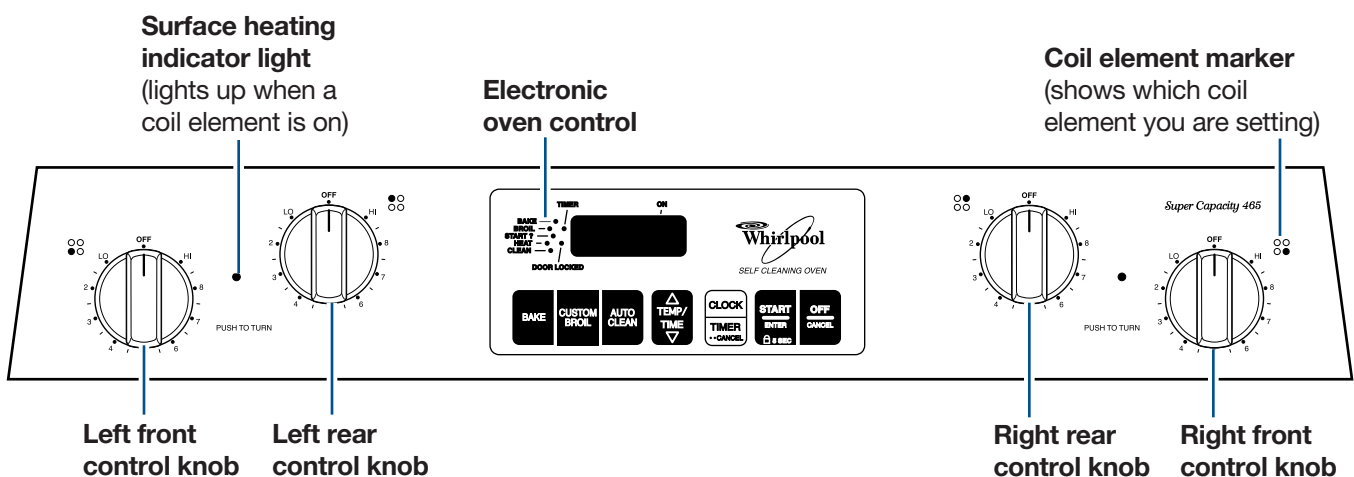 Surface heating
indicator light
(lights up when a
coil element is on)
Electronic
oven control
Coil element marker
(shows which coil
element you are setting)
OFF
LO
HI
2
8
3
7
4
6
PUSH TO TURN
OFF
LO
HI
2
8
3
7
4
6
TIMER
ON
BAKE
BROIL
START ?
HEAT
CLEAN
DOOR LOCKED
Whirlpool
SELF CLEANING OVEN
BAKE
CUSTOM
BROIL
AUTO
CLEAN
TEMP/
TIME
CLOCK
TIMER
••CANCEL
START
ENTER
5 SEC
OFF
CANCEL
OFF
LO
HI
2
8
3
7
4
6
PUSH TO TURN
Super Capacity 465
OFF
LO
HI
2
8
3
7
4
6
Left front
control knob
Left rear
control knob
Right rear
control knob
Right front
control knob